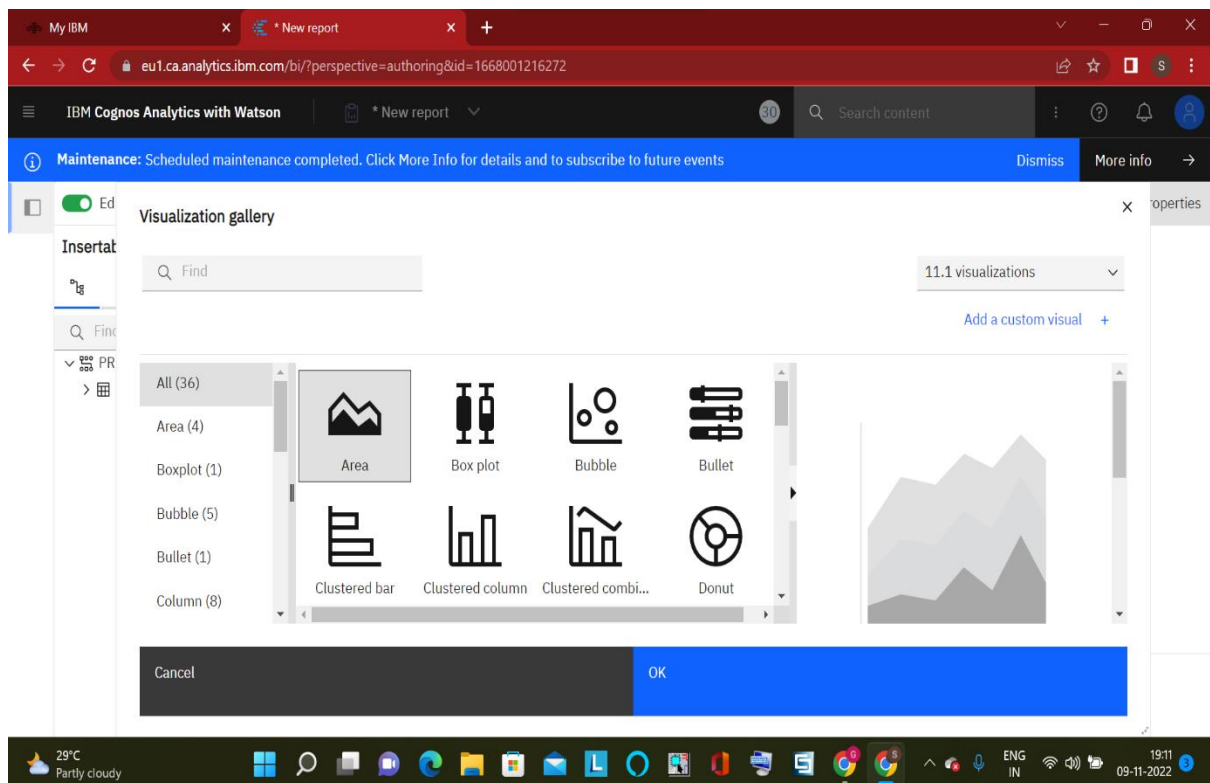 My IBM
* New report
eu1.ca.analytics.ibm.com/bi/?perspective=authoring&id=1668001216272
S
IBM Cognos Analytics with Watson
* New report
30
Search content
Maintenance: Scheduled maintenance completed. Click More Info for details and to subscribe to future events
Dismiss
More info
Ed
Visualization gallery
roperties
Insertab
Find
11.1 visualizations
Add a custom visual +
Find
PR
All (36)
Area (4)
Boxplot (1)
Bubble (5)
Bullet (1)
Column (8)
Area
Box plot
Bubble
Bullet
Clustered bar
Clustered column
Clustered combi...
Donut
Cancel
OK
29°C
Partly cloudy
L
S
G
S
ENG
IN
19:11
09-11-2022
3